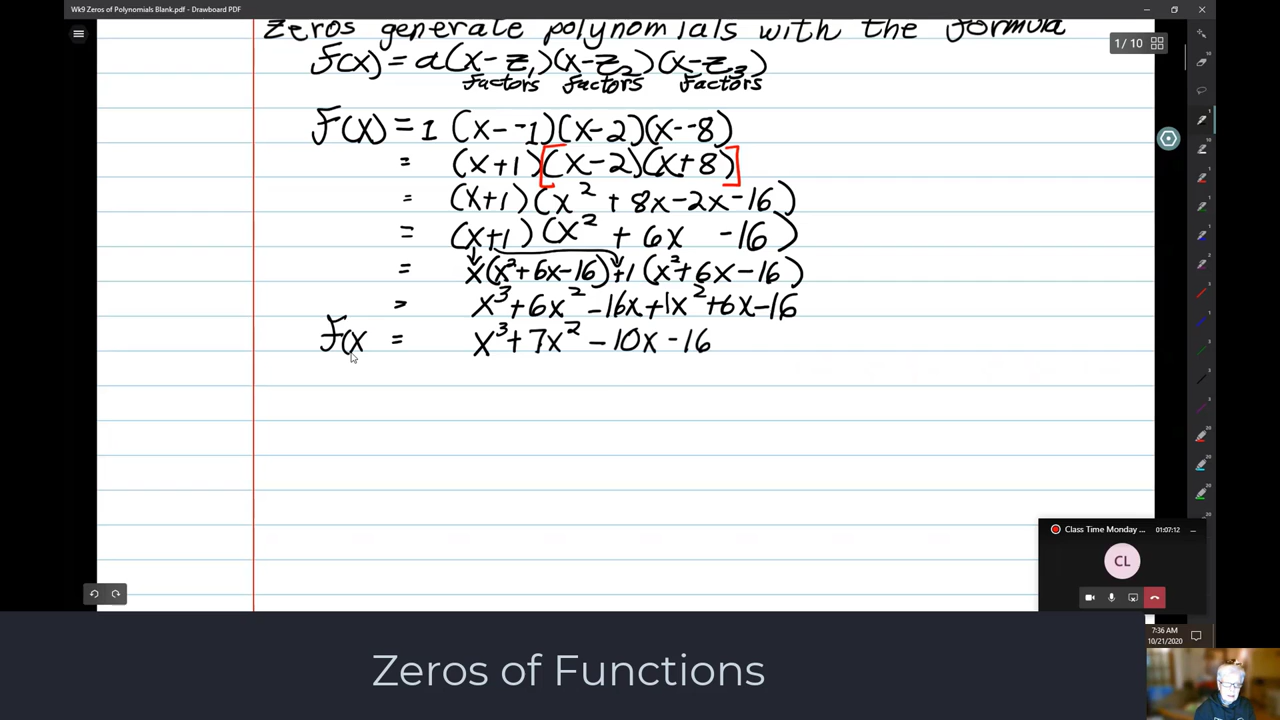 Wk9 Zeros of Polynomials Blank.pdf - Drawboard PDF
Zeros generate polynomials with the formula
1/10
F(x) = a(x-z1)(x-z2)(x-z3)
factors factors factors
F(x) = 1 (x--1)(x-2)(x--8)
= (x+1)[(x-2)(x+8)]
= (x+1)(x² + 8x-2x-16)
= (x+1)(x² + 6x -16)
= x(x²+6x-16)+1(x²+6x-16)
= x³+6x²-16x+1x²+6x-16
F(x = x³+7x²-10x-16
Class Time Monday ... 01:07:12
CL
7:36 AM
10/21/2020
Zeros of Functions